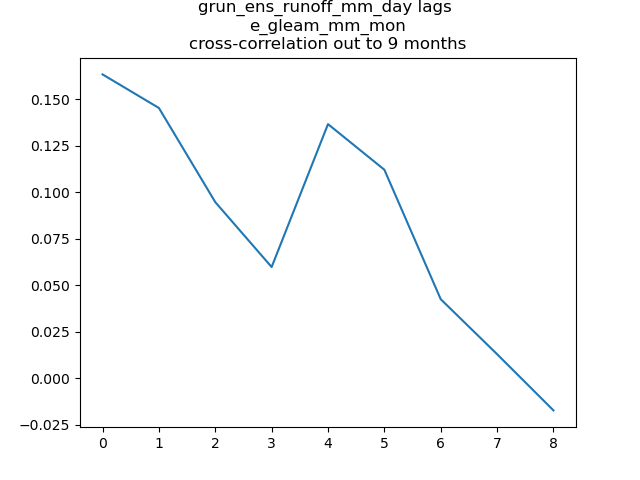 grun_ens_runoff_mm_day lags
e_gleam_mm_mon
cross-correlation out to 9 months
0.150
0.125
0.100
0.075
0.050
0.025
0.000
−0.025
0 1 2 3 4 5 6 7 8